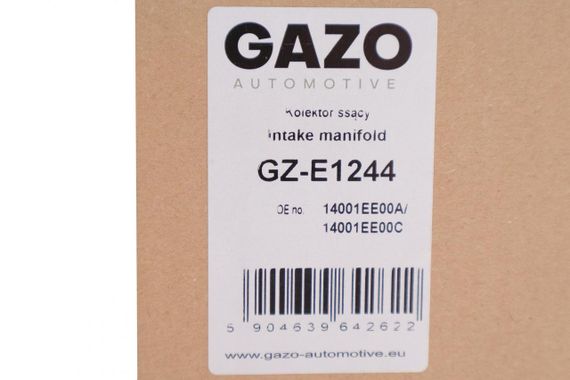 GAZO
AUTOMOTIVE
Kolektor ssący
Intake manifold
GZ-E1244
OE no. 14001EE00A/
14001EE00C
5 904639 642622
www.gazo-automotive.eu